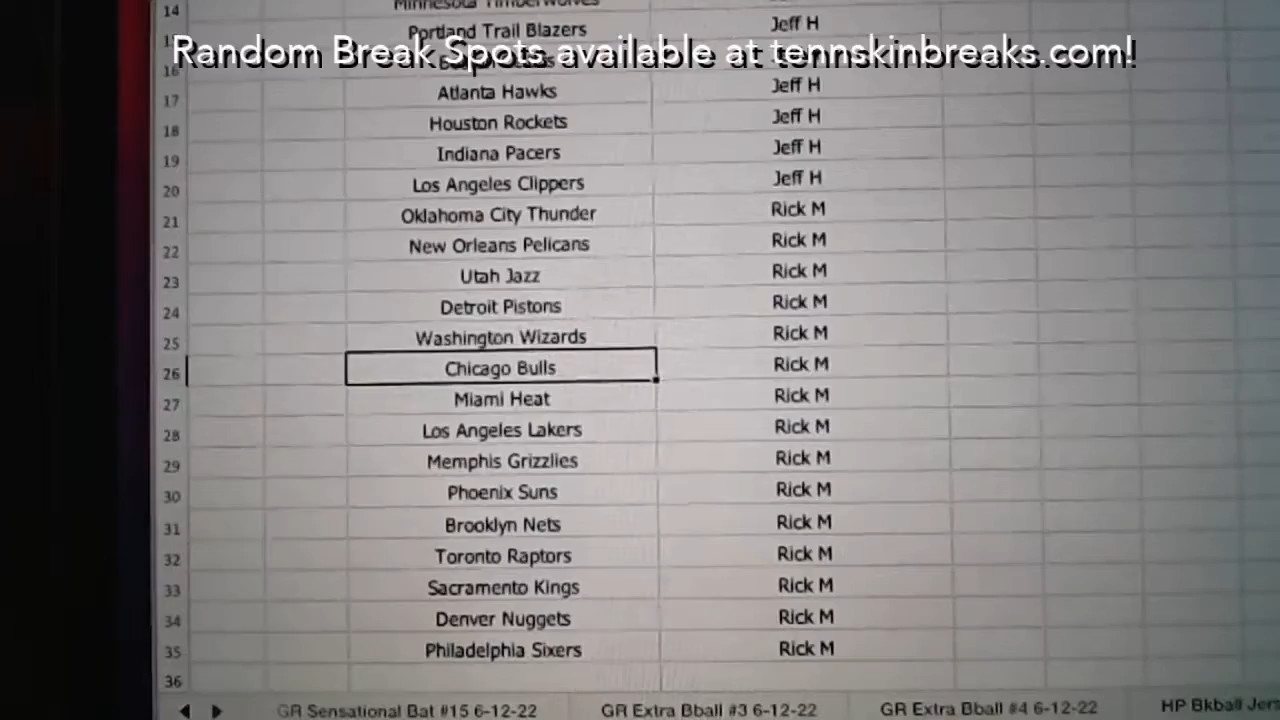 14 Minnesota Timberwolves
Portland Trail Blazers Jeff H
Random Break Spots available at tennskinbreaks.com!
16
17 Atlanta Hawks Jeff H
18 Houston Rockets Jeff H
19 Indiana Pacers Jeff H
20 Los Angeles Clippers Jeff H
21 Oklahoma City Thunder Rick M
22 New Orleans Pelicans Rick M
23 Utah Jazz Rick M
24 Detroit Pistons Rick M
25 Washington Wizards Rick M
26 Chicago Bulls Rick M
27 Miami Heat Rick M
28 Los Angeles Lakers Rick M
29 Memphis Grizzlies Rick M
30 Phoenix Suns Rick M
31 Brooklyn Nets Rick M
32 Toronto Raptors Rick M
33 Sacramento Kings Rick M
34 Denver Nuggets Rick M
35 Philadelphia Sixers Rick M
36
GR Sensational Bat #15 6-12-22 GR Extra Bball #3 6-12-22 GR Extra Bball #4 6-12-22 HP Bkball Jer